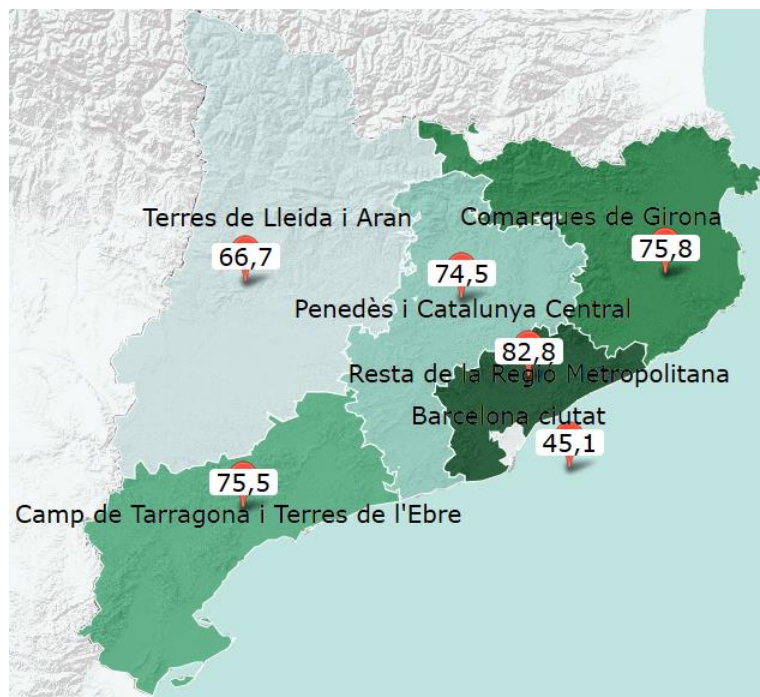 Terres de Lleida i Aran
66,7
Comarques de Girona
75,8
74,5
Penedès i Catalunya Central
82,8
Resta de la Regió Metropolitana
Barcelona ciutat
45,1
75,5
Camp de Tarragona i Terres de l'Ebre